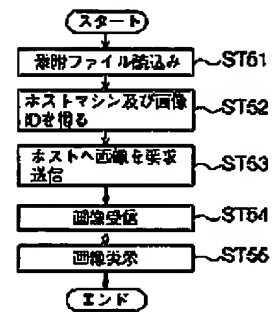 スタート
添附ファイル読込み
ST51
ホストマシン及び画像
IDを得る
ST52
ホストへ画像を要求
送信
ST53
画像受信
ST54
画像表示
ST55
エンド